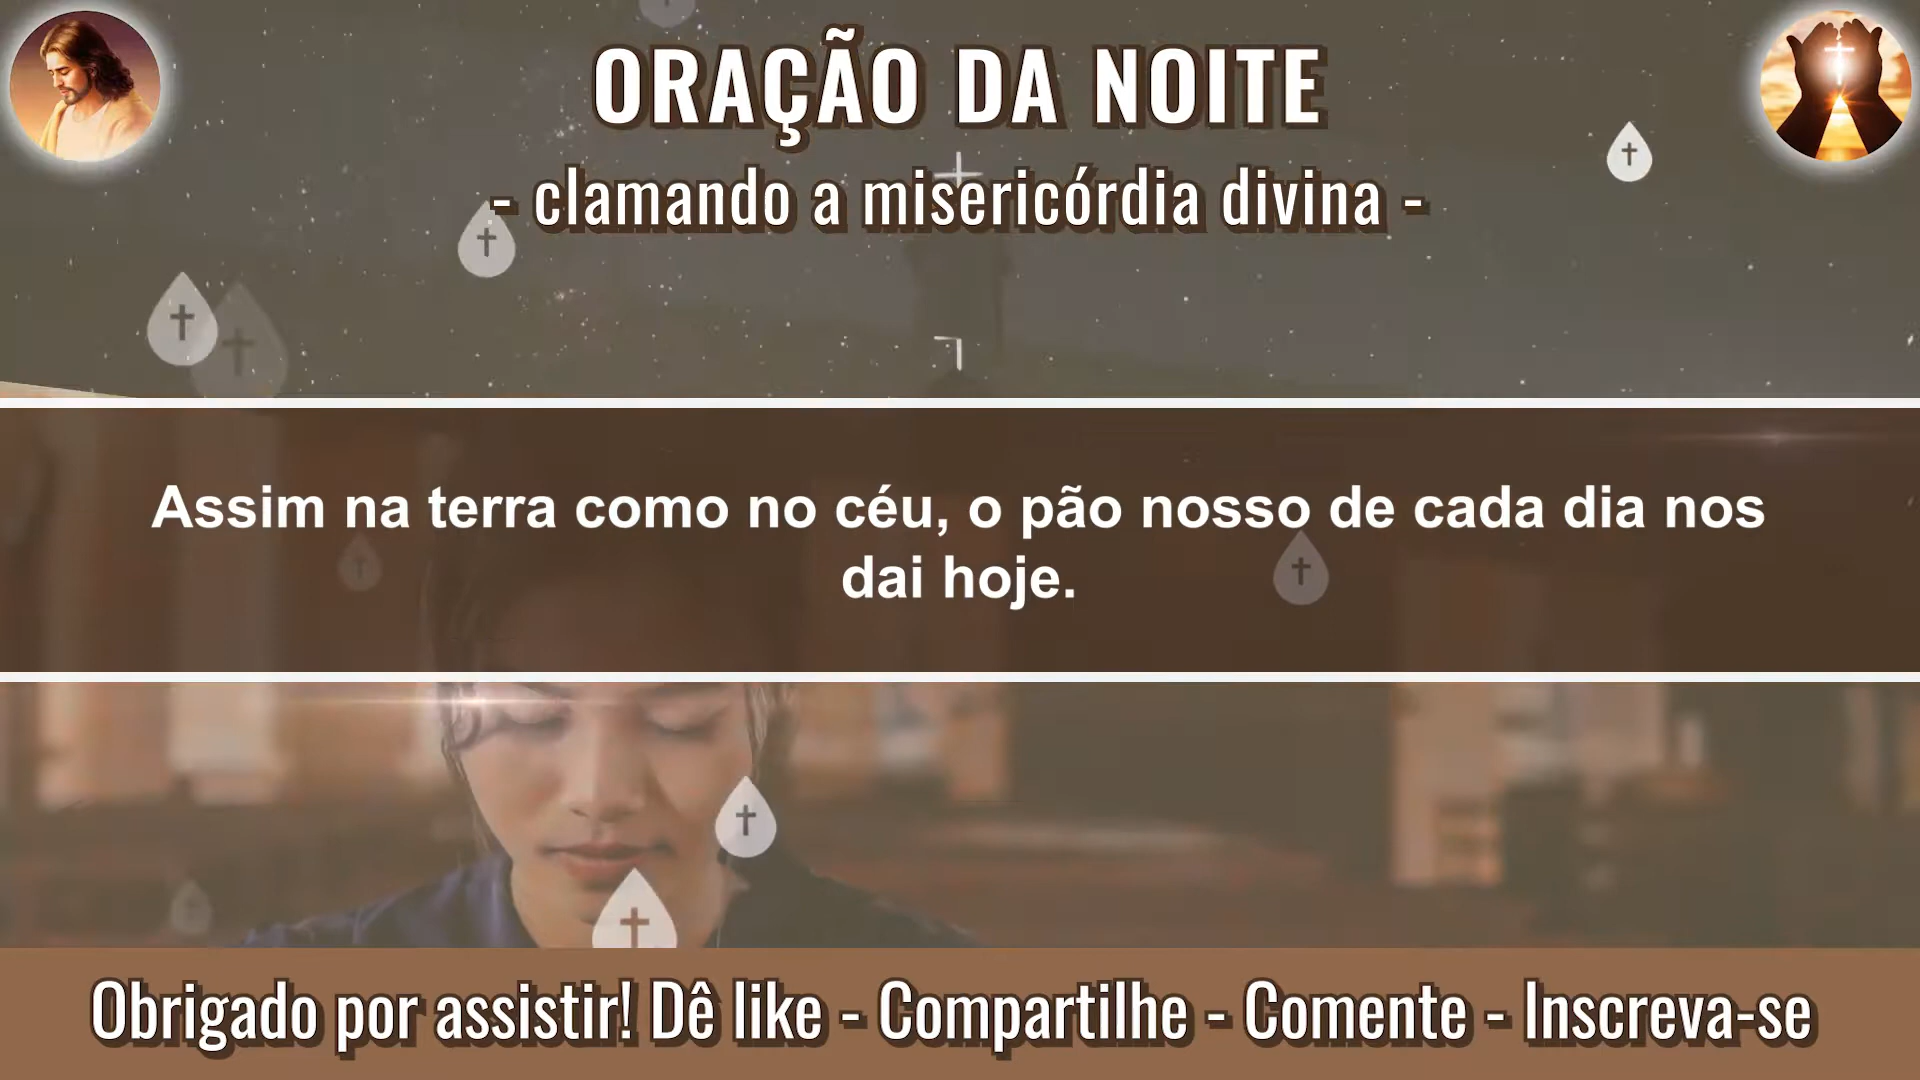 ORAÇÃO DA NOITE
- clamando a misericórdia divina -
Assim na terra como no céu, o pão nosso de cada dia nos
dai hoje.
Obrigado por assistir! Dê like - Compartilhe - Comente - Inscreva-se